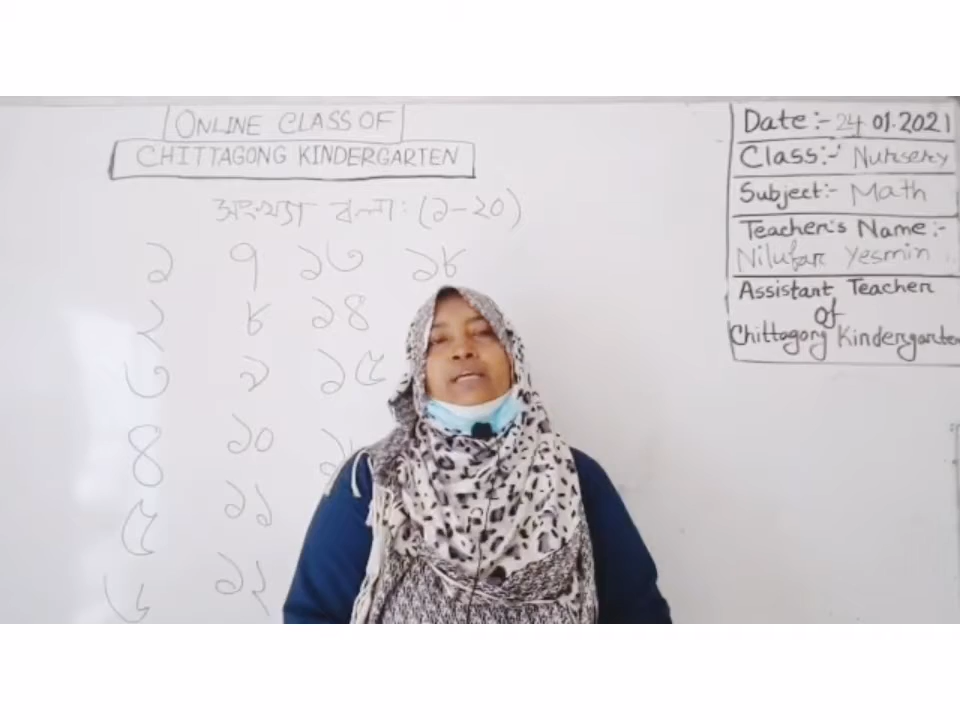 ONLINE CLASS OF
CHITTAGONG KINDERGARTEN
সংখ্যা বলা: (১-২০)
১ ৭ ১৩ ১৮
২ ৮ ১৪
৩ ৯ ১৫
৪ ১০
৫ ১১
৬ ১২
Date:- 24.01.2021
Class:- Nursery
Subject:- Math
Teacher's Name:-
Nilufar Yesmin
Assistant Teacher
of
Chittagong Kindergarten